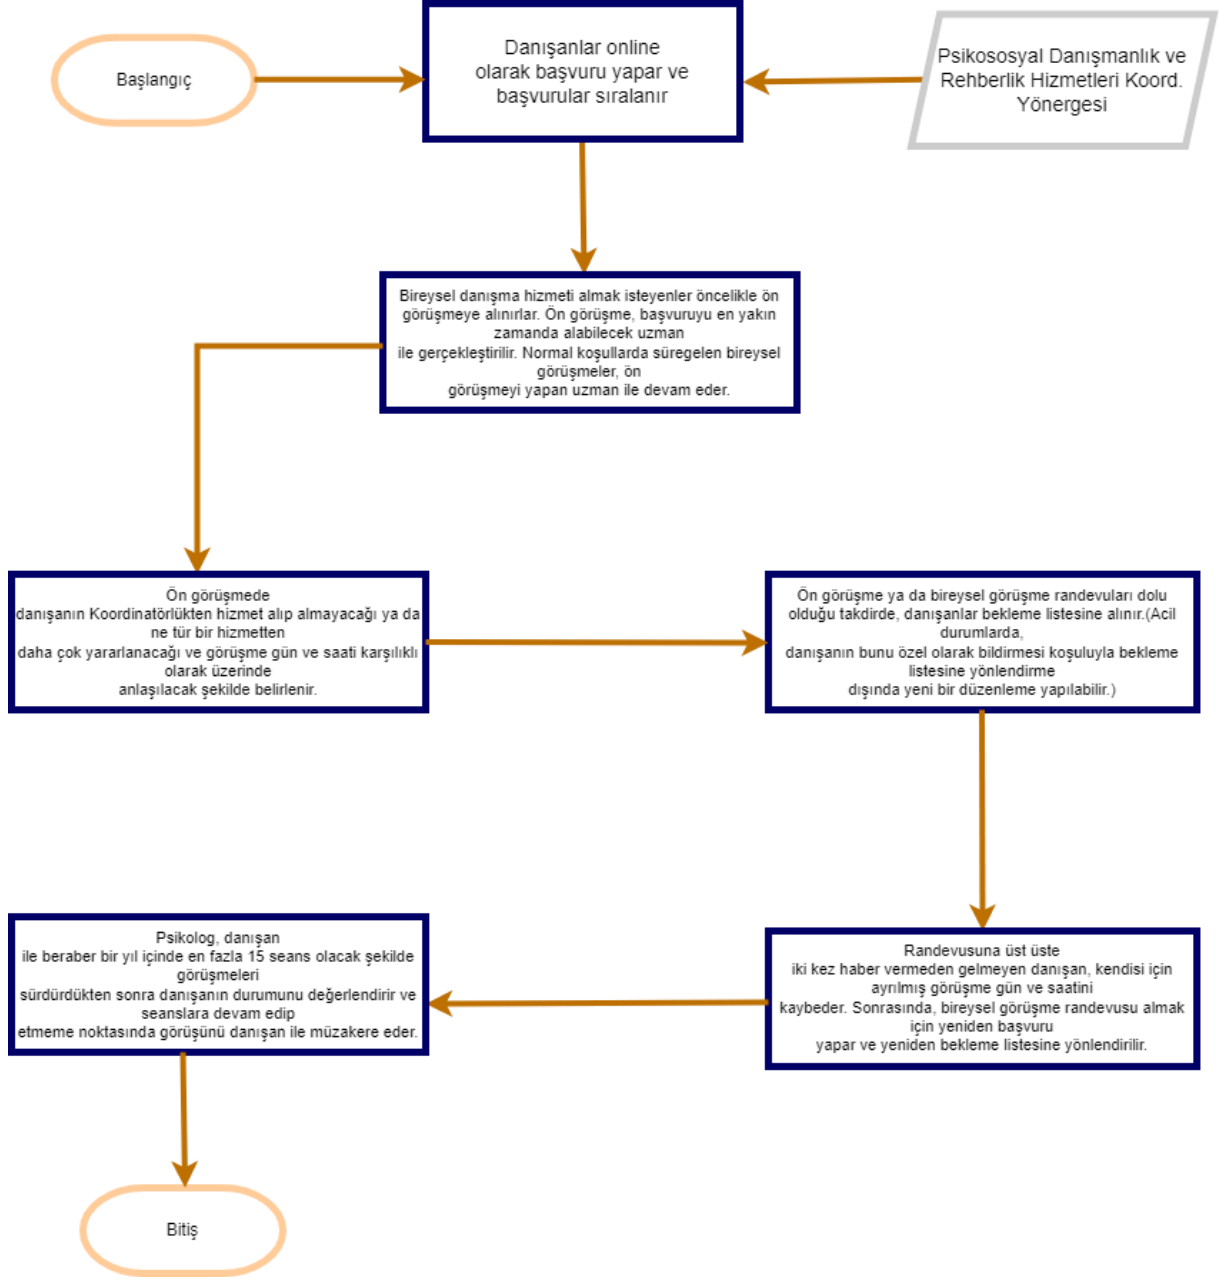 Başlangıç
Danışanlar online
olarak başvuru yapar ve
başvurular sıralanır
Psikososyal Danışmanlık ve
Rehberlik Hizmetleri Koord.
Yönergesi
Bireysel danışma hizmeti almak isteyenler öncelikle ön
görüşmeye alınırlar. Ön görüşme, başvuruyu en yakın
zamanda alabilecek uzman
ile gerçekleştirilir. Normal koşullarda süregelen bireysel
görüşmeler, ön
görüşmeyi yapan uzman ile devam eder.
Ön görüşmede
danışanın Koordinatörlükten hizmet alıp almayacağı ya da
ne tür bir hizmetten
daha çok yararlanacağı ve görüşme gün ve saati karşılıklı
olarak üzerinde
anlaşılacak şekilde belirlenir.
Ön görüşme ya da bireysel görüşme randevuları dolu
olduğu takdirde, danışanlar bekleme listesine alınır.(Acil
durumlarda,
danışanın bunu özel olarak bildirmesi koşuluyla bekleme
listesine yönlendirme
dışında yeni bir düzenleme yapılabilir.)
Randevusuna üst üste
iki kez haber vermeden gelmeyen danışan, kendisi için
ayrılmış görüşme gün ve saatini
kaybeder. Sonrasında, bireysel görüşme randevusu almak
için yeniden başvuru
yapar ve yeniden bekleme listesine yönlendirilir.
Psikolog, danışan
ile beraber bir yıl içinde en fazla 15 seans olacak şekilde
görüşmeleri
sürdürdükten sonra danışanın durumunu değerlendirir ve
seanslara devam edip
etmeme noktasında görüşünü danışan ile müzakere eder.
Bitiş